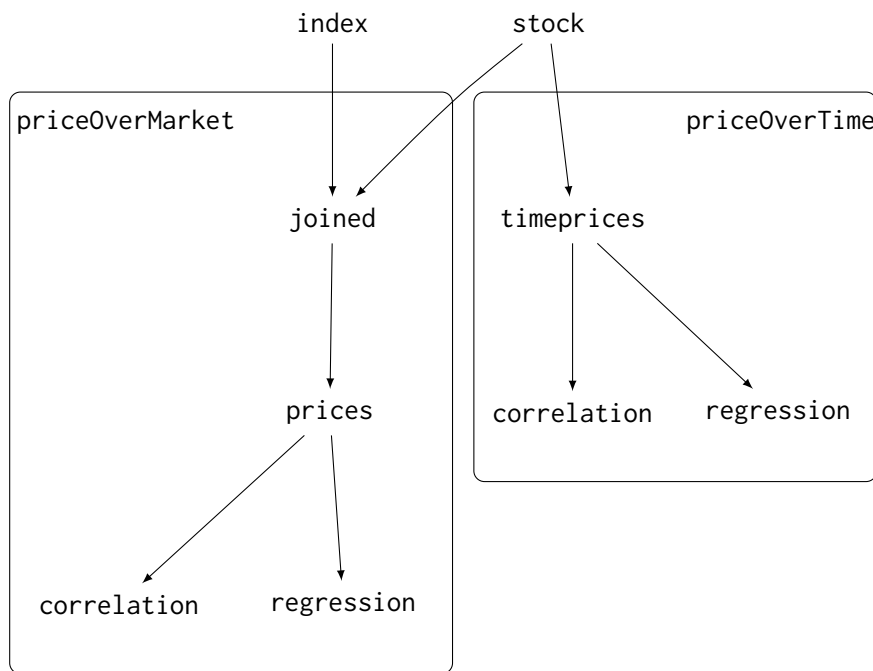 index stock
priceOverMarket priceOverTime
joined timeprices
prices correlation regression
correlation regression